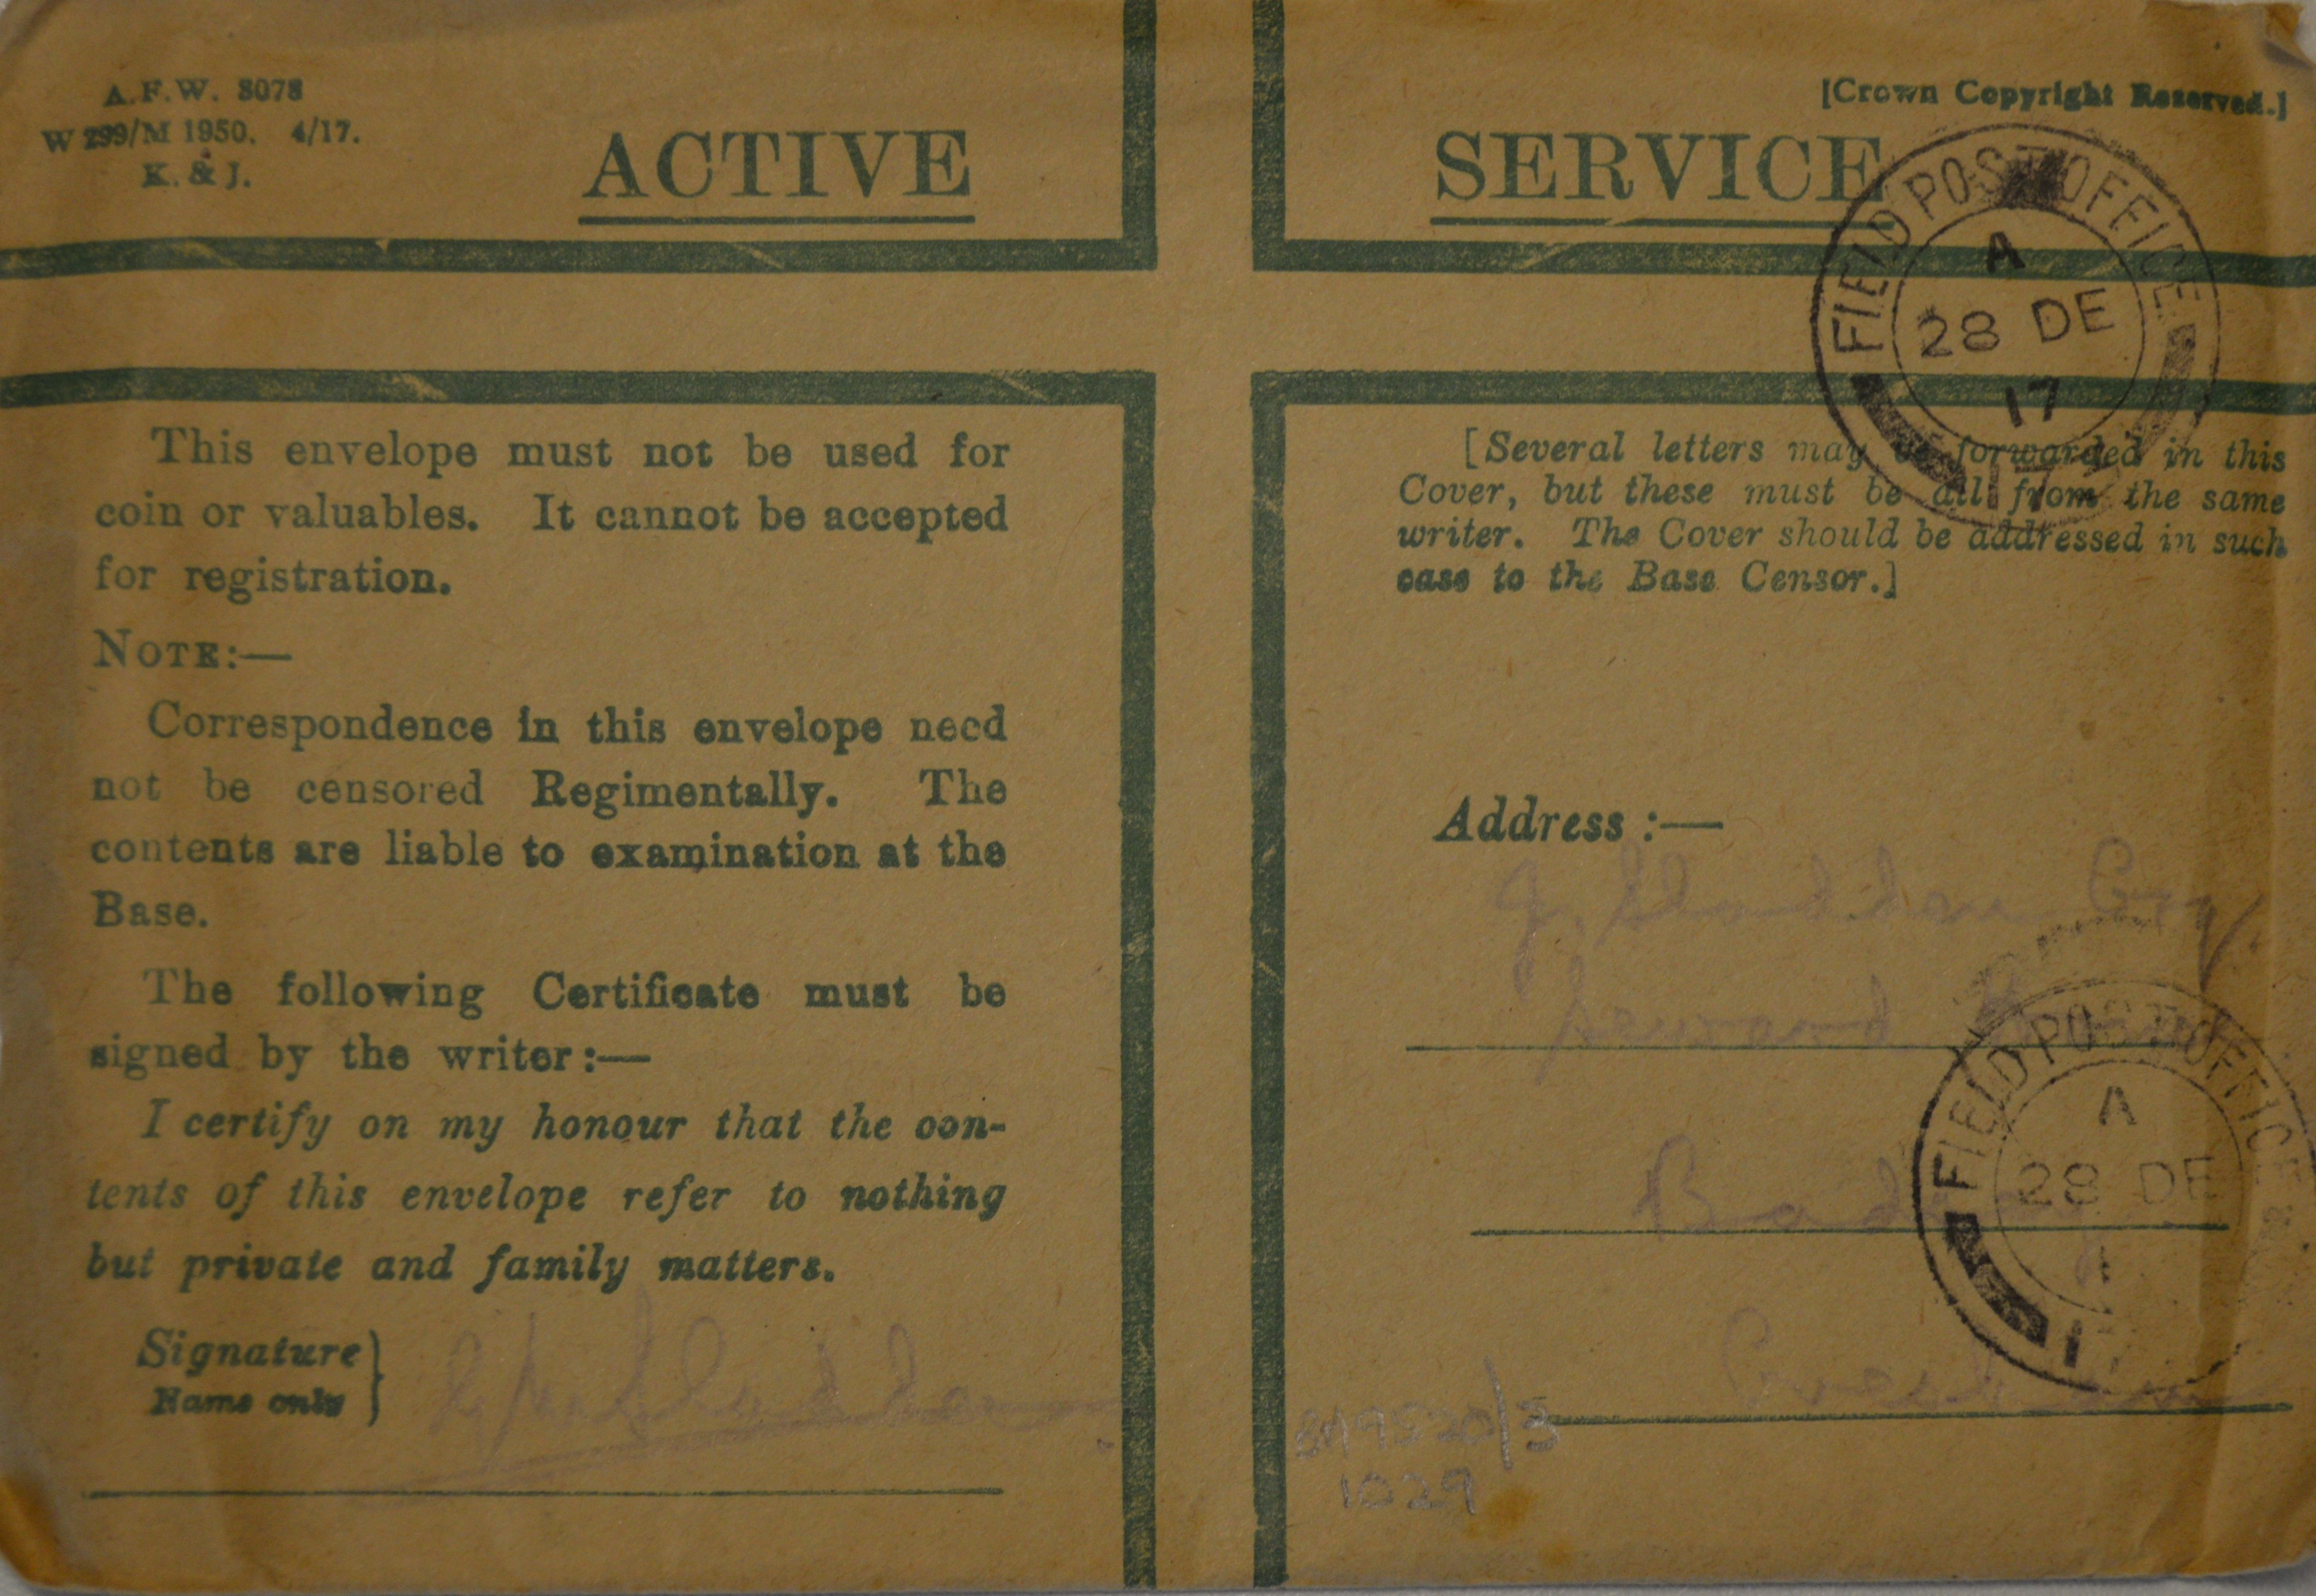 A.F.W. 3078
W 299/M 1950. 4/17.
K. & J.
[Crown Copyright Reserved.]
ACTIVE SERVICE
This envelope must not be used for
coin or valuables. It cannot be accepted
for registration.
NOTE:—
Correspondence in this envelope need
not be censored Regimentally. The
contents are liable to examination at the
Base.
The following Certificate must be
signed by the writer:—
I certify on my honour that the con-
tents of this envelope refer to nothing
but private and family matters.
Signature }
Name only
FIELD POST OFFICE
A
28 DE
17
[Several letters may be forwarded in this
Cover, but these must be all from the same
writer. The Cover should be addressed in such
case to the Base Censor.]
Address :—
FIELD POST OFFICE
A
28 DE
1029